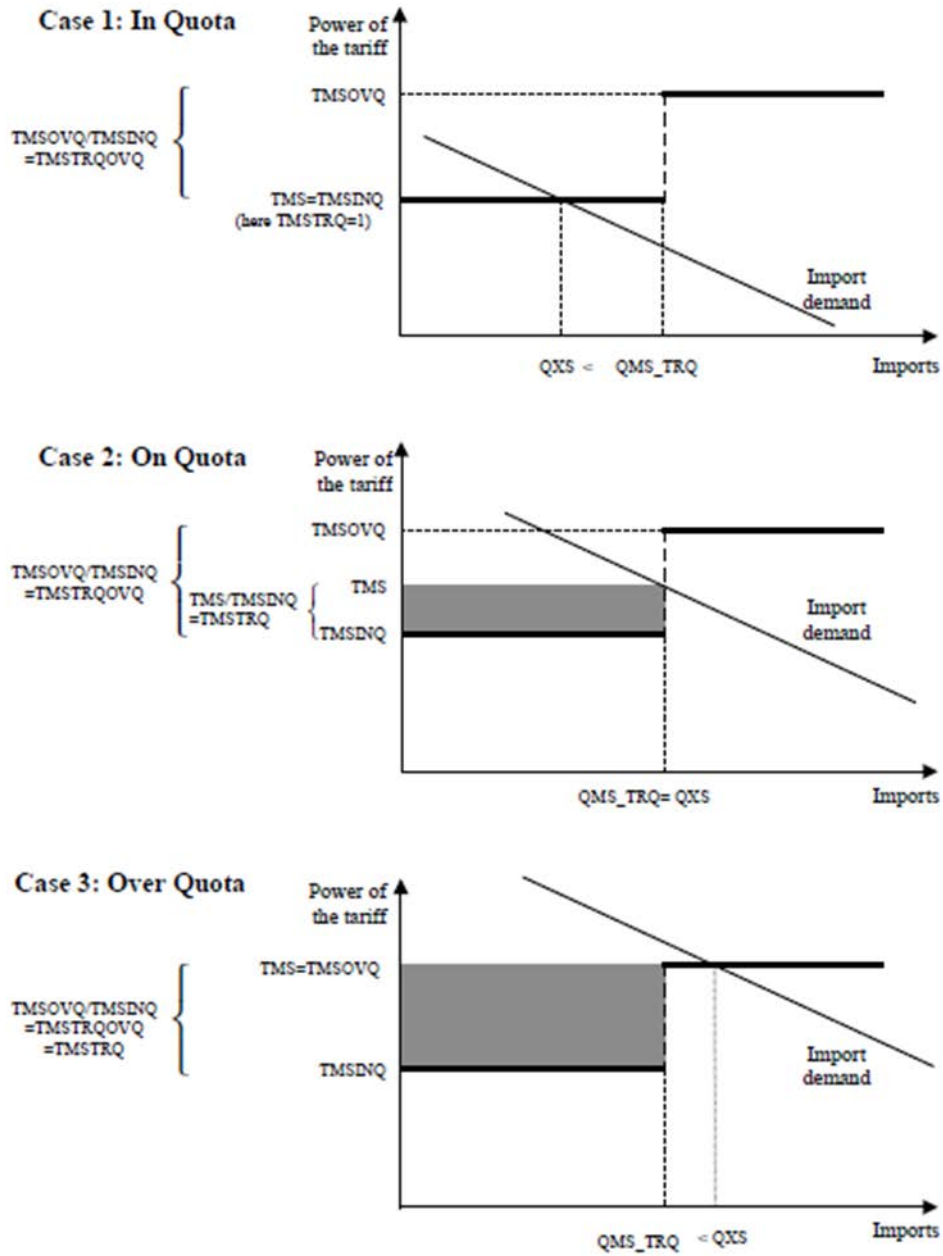 Case 1: In Quota
Power of
the tariff
TMSOVQ
TMSOVQ/TMSINQ
=TMSTRQOVQ
TMS=TMSINQ
(here TMSTRQ=1)
Import
demand
QXS < QMS_TRQ
Imports
Case 2: On Quota
Power of
the tariff
TMSOVQ
TMSOVQ/TMSINQ
=TMSTRQOVQ
TMS/TMSINQ
=TMSTRQ
TMS
TMSINQ
Import
demand
QMS_TRQ= QXS
Imports
Case 3: Over Quota
Power of
the tariff
TMS=TMSOVQ
TMSOVQ/TMSINQ
=TMSTRQOVQ
=TMSTRQ
TMSINQ
Import
demand
QMS_TRQ < QXS
Imports